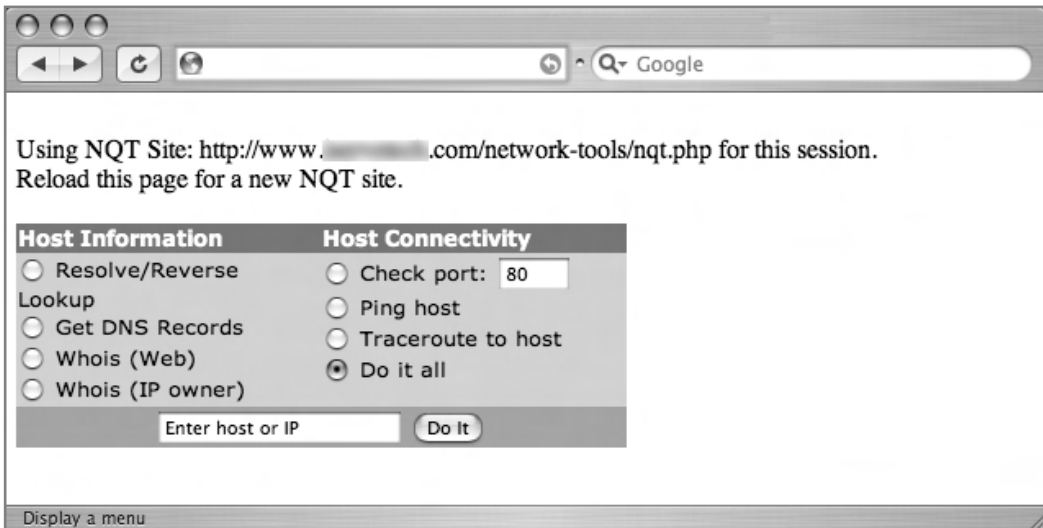 Google
Using NQT Site: http://www. .com/network-tools/nqt.php for this session.
Reload this page for a new NQT site.
Host Information
Resolve/Reverse
Lookup
Get DNS Records
Whois (Web)
Whois (IP owner)
Host Connectivity
Check port: 80
Ping host
Traceroute to host
Do it all
Enter host or IP Do It
Display a menu